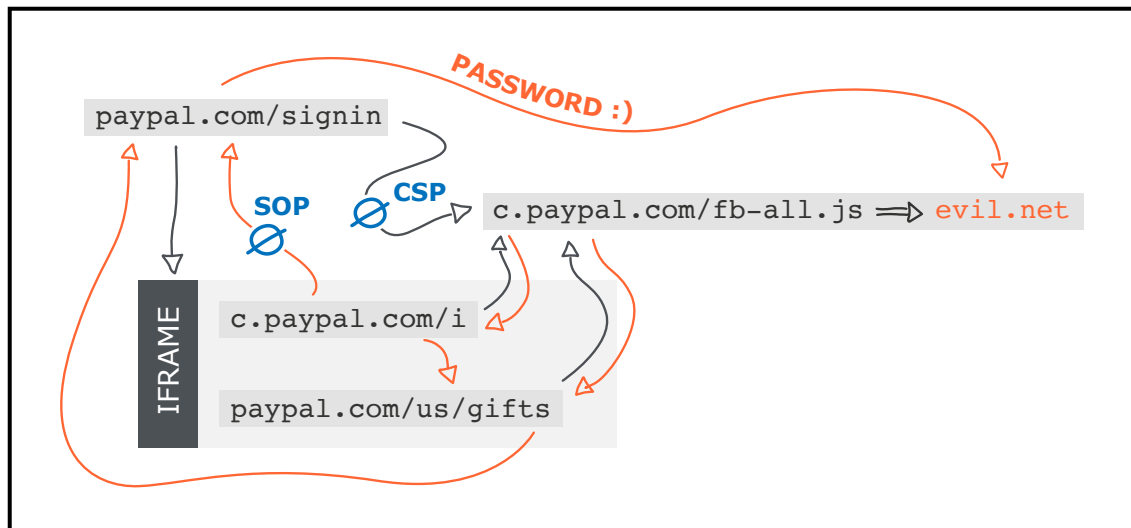 PASSWORD :)
paypal.com/signin
SOP
CSP
c.paypal.com/fb-all.js ⇒ evil.net
IFRAME
c.paypal.com/i
paypal.com/us/gifts